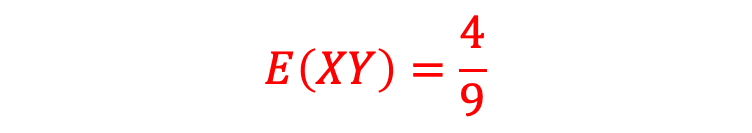 E(XY) = 4/9